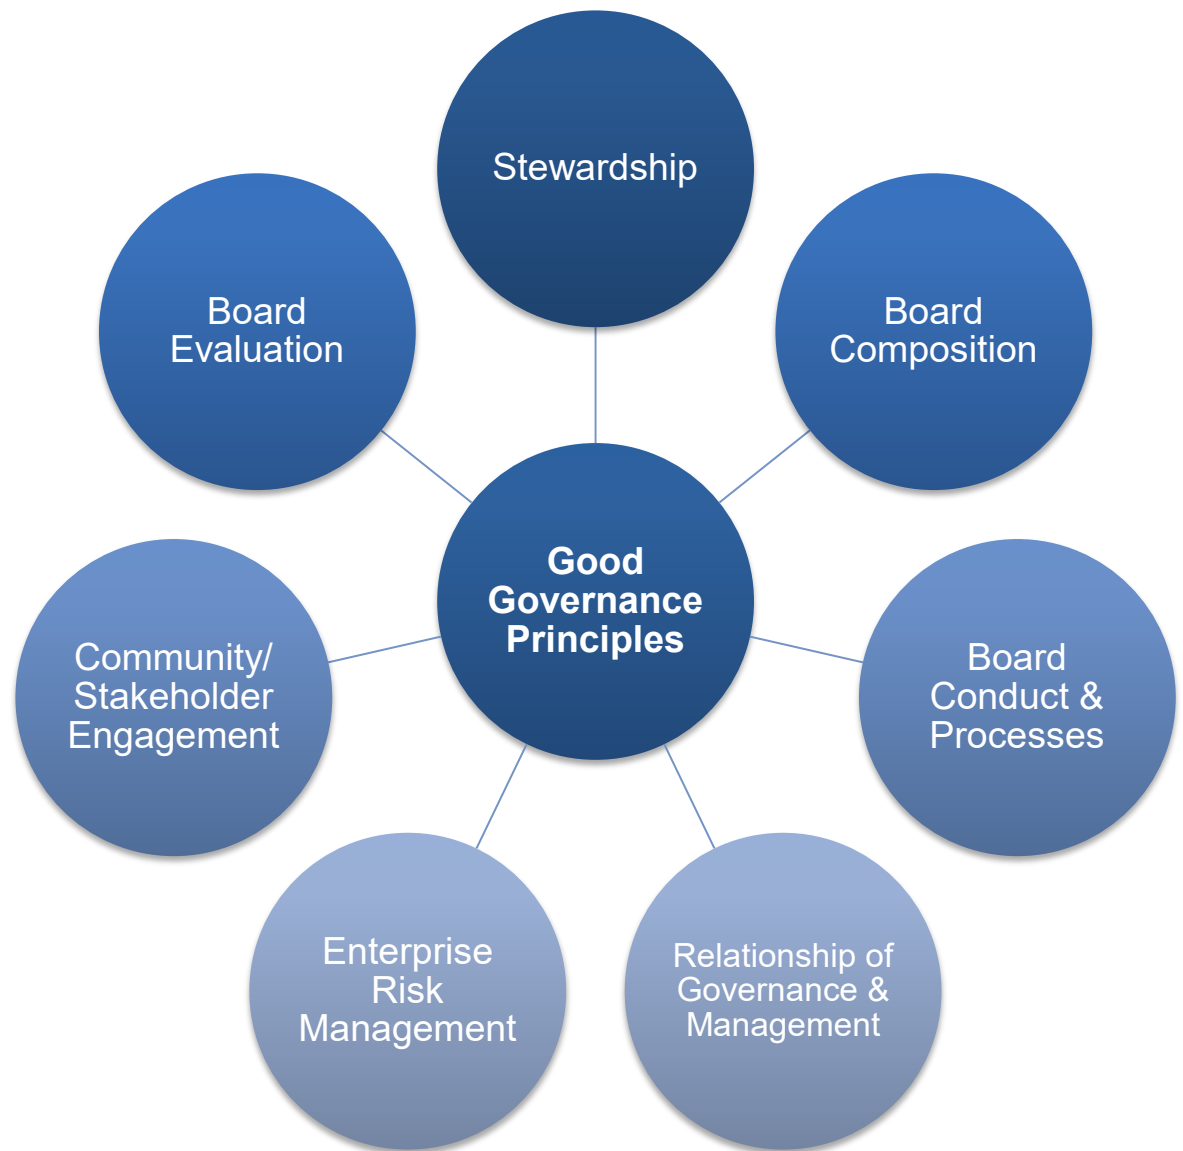 Stewardship
Board
Evaluation
Board
Composition
Good
Governance
Principles
Community/
Stakeholder
Engagement
Board
Conduct &
Processes
Enterprise
Risk
Management
Relationship of
Governance &
Management